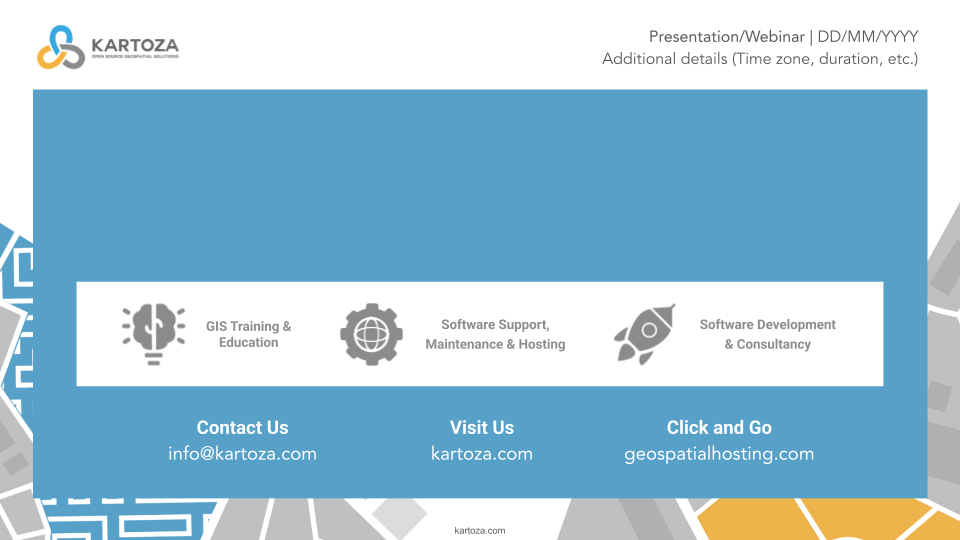 KARTOZA
OPEN SOURCE GEOSPATIAL SOLUTIONS
Presentation/Webinar | DD/MM/YYYY
Additional details (Time zone, duration, etc.)
GIS Training &
Education
Software Support,
Maintenance & Hosting
Software Development
& Consultancy
Contact Us
info@kartoza.com
Visit Us
kartoza.com
Click and Go
geospatialhosting.com
kartoza.com